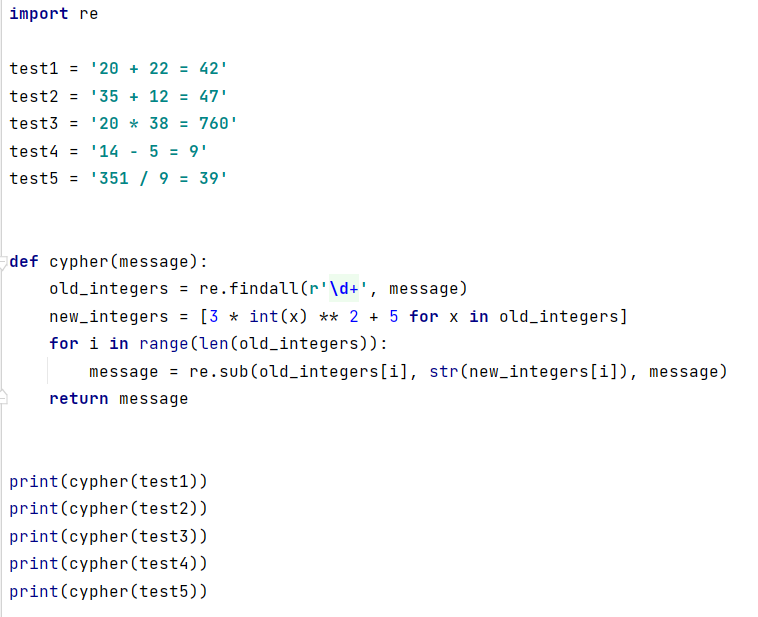 import re
test1 = '20 + 22 = 42'
test2 = '35 + 12 = 47'
test3 = '20 * 38 = 760'
test4 = '14 - 5 = 9'
test5 = '351 / 9 = 39'
def cypher(message):
    old_integers = re.findall(r'\d+', message)
    new_integers = [3 * int(x) ** 2 + 5 for x in old_integers]
    for i in range(len(old_integers)):
        message = re.sub(old_integers[i], str(new_integers[i]), message)
    return message
print(cypher(test1))
print(cypher(test2))
print(cypher(test3))
print(cypher(test4))
print(cypher(test5))